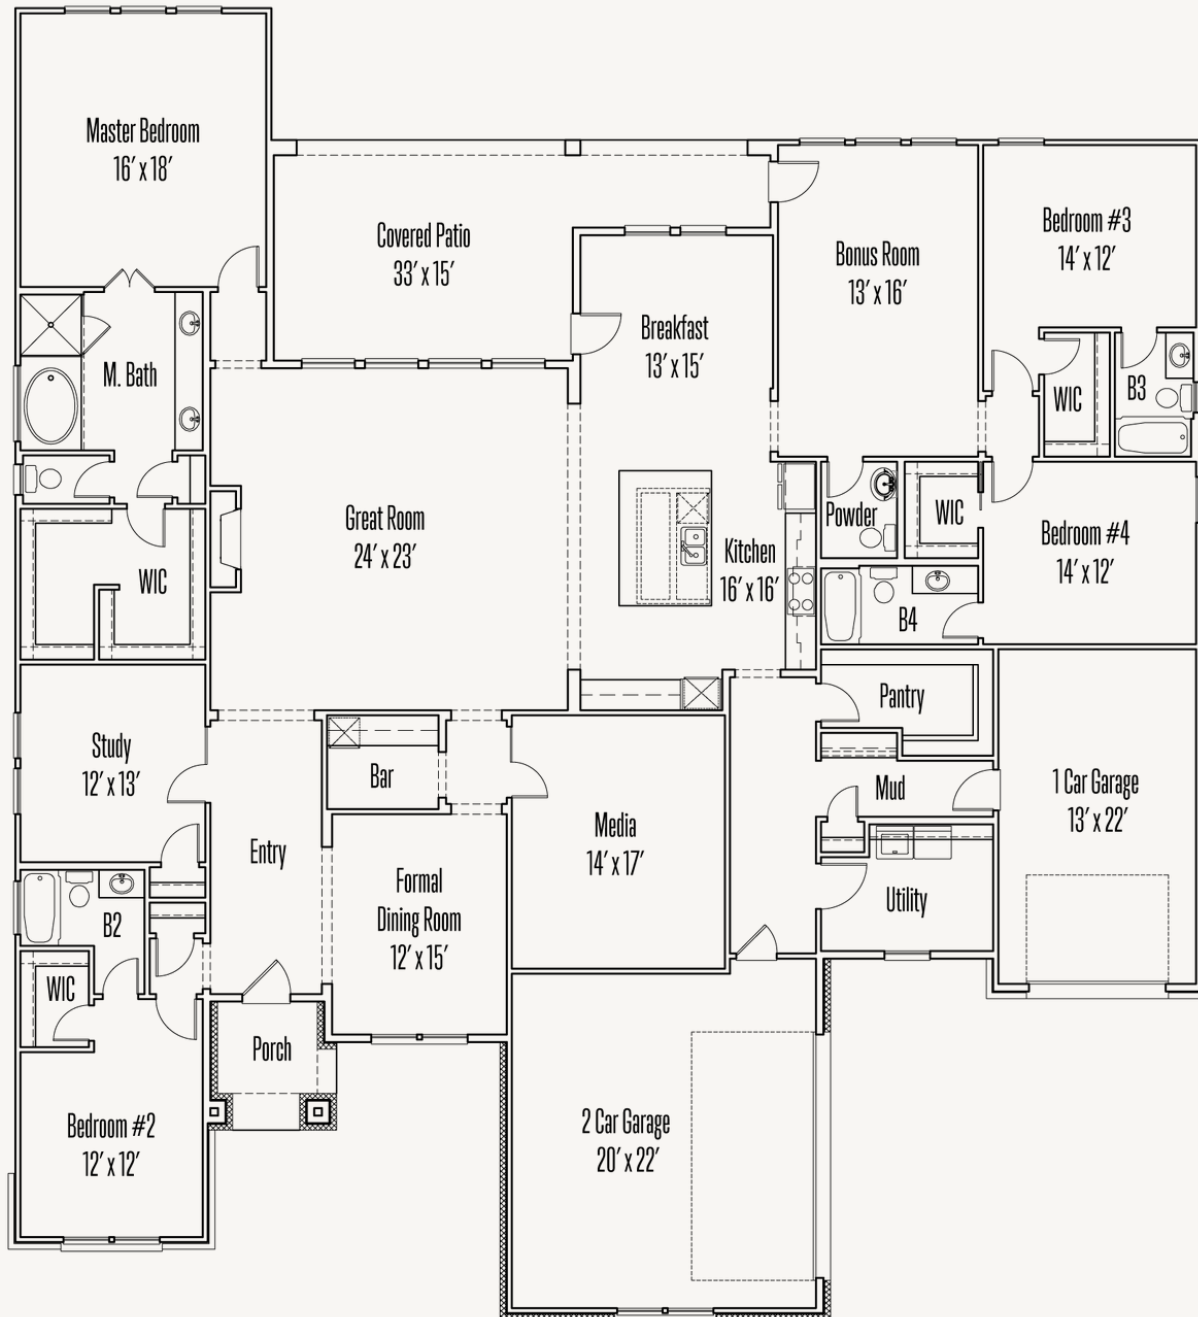 Master Bedroom
16' x 18'
Covered Patio
33' x 15'
Bonus Room
13' x 16'
Bedroom #3
14' x 12'
Breakfast
13' x 15'
M. Bath
WIC
B3
Great Room
24' x 23'
Kitchen
16' x 16'
Powder
WIC
Bedroom #4
14' x 12'
WIC
B4
Pantry
Study
12' x 13'
Bar
Mud
1 Car Garage
13' x 22'
Entry
Media
14' x 17'
Formal
Dining Room
12' x 15'
Utility
B2
WIC
Porch
Bedroom #2
12' x 12'
2 Car Garage
20' x 22'